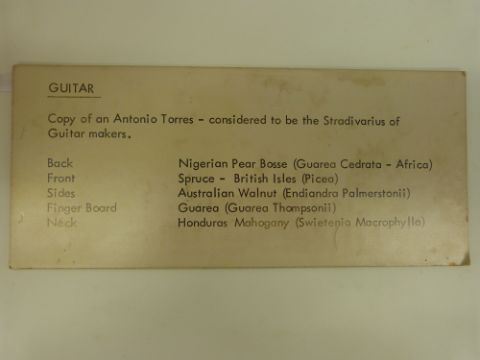 GUITAR
Copy of an Antonio Torres - considered to be the Stradivarius of
Guitar makers.
Back Nigerian Pear Bosse (Guarea Cedrata - Africa)
Front Spruce - British Isles (Picea)
Sides Australian Walnut (Endiandra Palmerstonii)
Finger Board Guarea (Guarea Thompsonii)
Neck Honduras Mahogany (Swietenia Macrophylle)